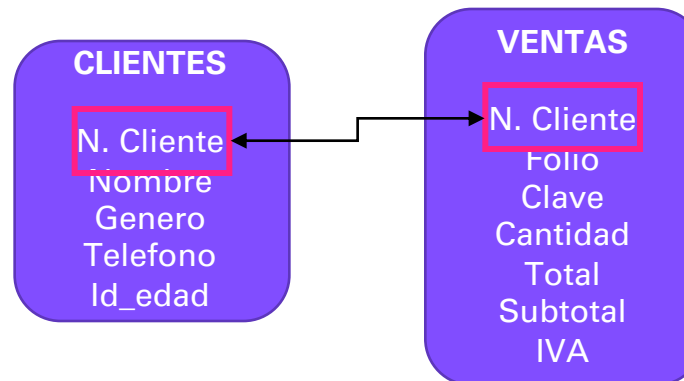 CLIENTES
N. Cliente
Nombre
Genero
Telefono
Id_edad
VENTAS
N. Cliente
Folio
Clave
Cantidad
Total
Subtotal
IVA